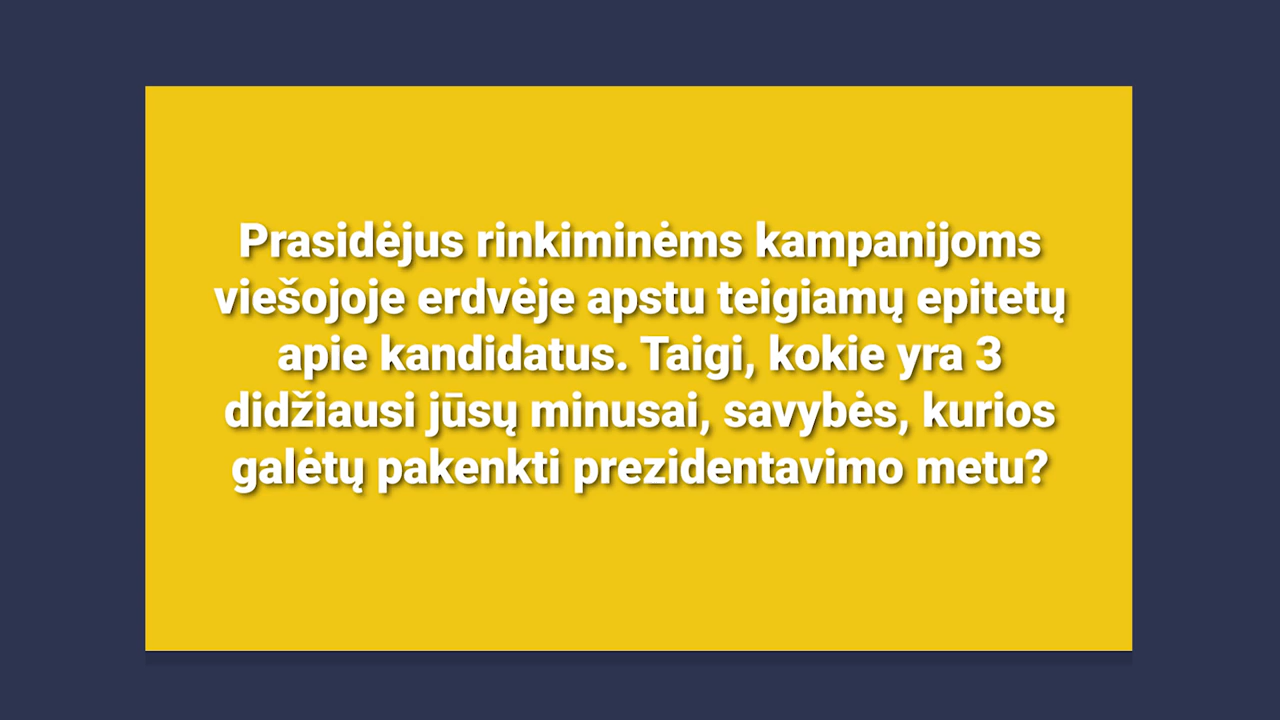 Prasidėjus rinkiminėms kampanijoms
viešojoje erdvėje apstu teigiamų epitetų
apie kandidatus. Taigi, kokie yra 3
didžiausi jūsų minusai, savybės, kurios
galėtų pakenkti prezidentavimo metu?